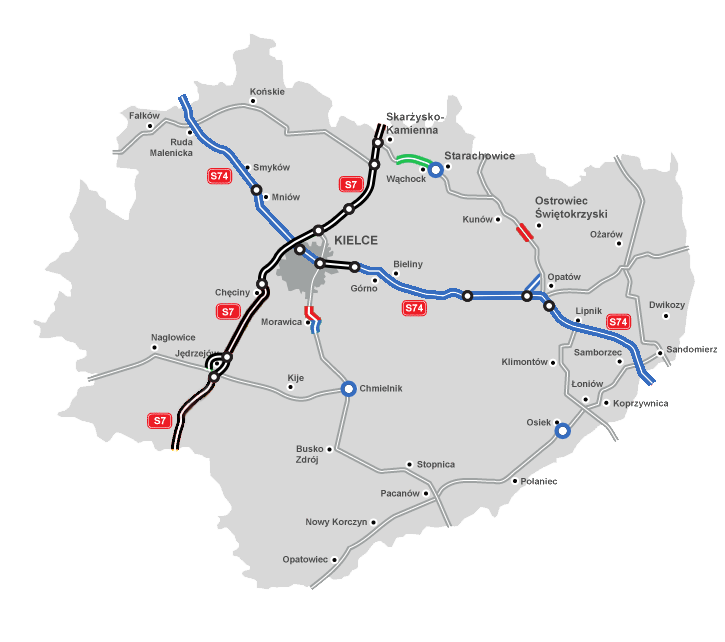 Końskie
Fałków
Skarżysko-
Kamienna
Ruda
Malenicka
Starachowice
Smyków
S74
S7
Wąchock
Mniów
Ostrowiec
Świętokrzyski
Kunów
KIELCE
Ożarów
Bieliny
Chęciny
Górno
Opatów
S7
S74
Lipnik
Dwikozy
Morawica
S74
Nagłowice
Jędrzejów
Samborzec
Sandomierz
Klimontów
Kije
Chmielnik
Łoniów
Koprzywnica
S7
Osiek
Busko
Zdrój
Stopnica
Połaniec
Pacanów
Nowy Korczyn
Opatowiec